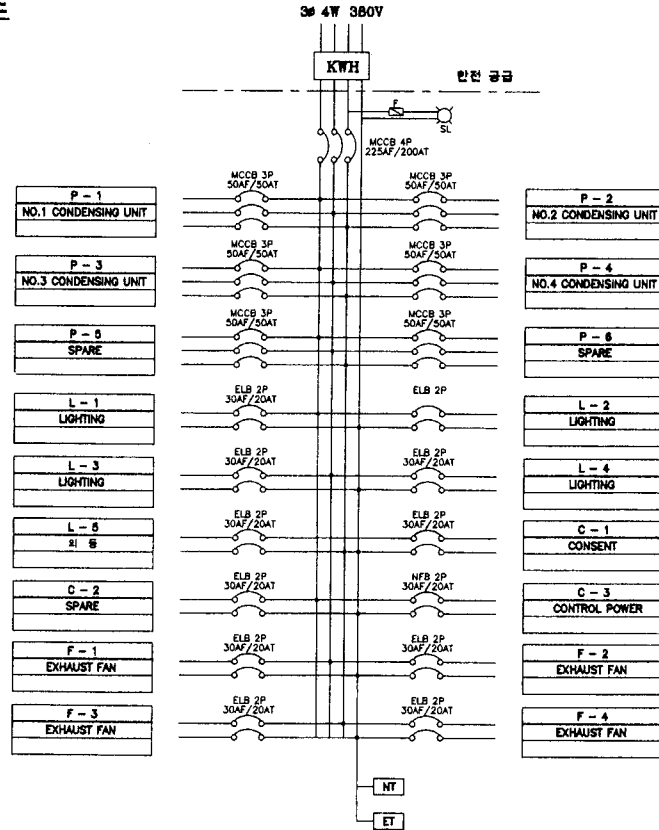 3ø 4W 380V
KWH
한전 공급
F
SL
MCCB 4P
225AF/200AT
MCCB 3P
50AF/50AT
MCCB 3P
50AF/50AT
P - 1
NO.1 CONDENSING UNIT
P - 2
NO.2 CONDENSING UNIT
MCCB 3P
50AF/50AT
MCCB 3P
50AF/50AT
P - 3
NO.3 CONDENSING UNIT
P - 4
NO.4 CONDENSING UNIT
MCCB 3P
50AF/50AT
MCCB 3P
50AF/50AT
P - 5
SPARE
P - 6
SPARE
ELB 2P
30AF/20AT
ELB 2P
L - 1
LIGHTING
L - 2
LIGHTING
ELB 2P
30AF/20AT
ELB 2P
30AF/20AT
L - 3
LIGHTING
L - 4
LIGHTING
ELB 2P
30AF/20AT
ELB 2P
30AF/20AT
L - 5
외 등
C - 1
CONSENT
ELB 2P
30AF/20AT
NFB 2P
30AF/20AT
C - 2
SPARE
C - 3
CONTROL POWER
ELB 2P
30AF/20AT
ELB 2P
30AF/20AT
F - 1
EXHAUST FAN
F - 2
EXHAUST FAN
ELB 2P
30AF/20AT
ELB 2P
30AF/20AT
F - 3
EXHAUST FAN
F - 4
EXHAUST FAN
NT
ET